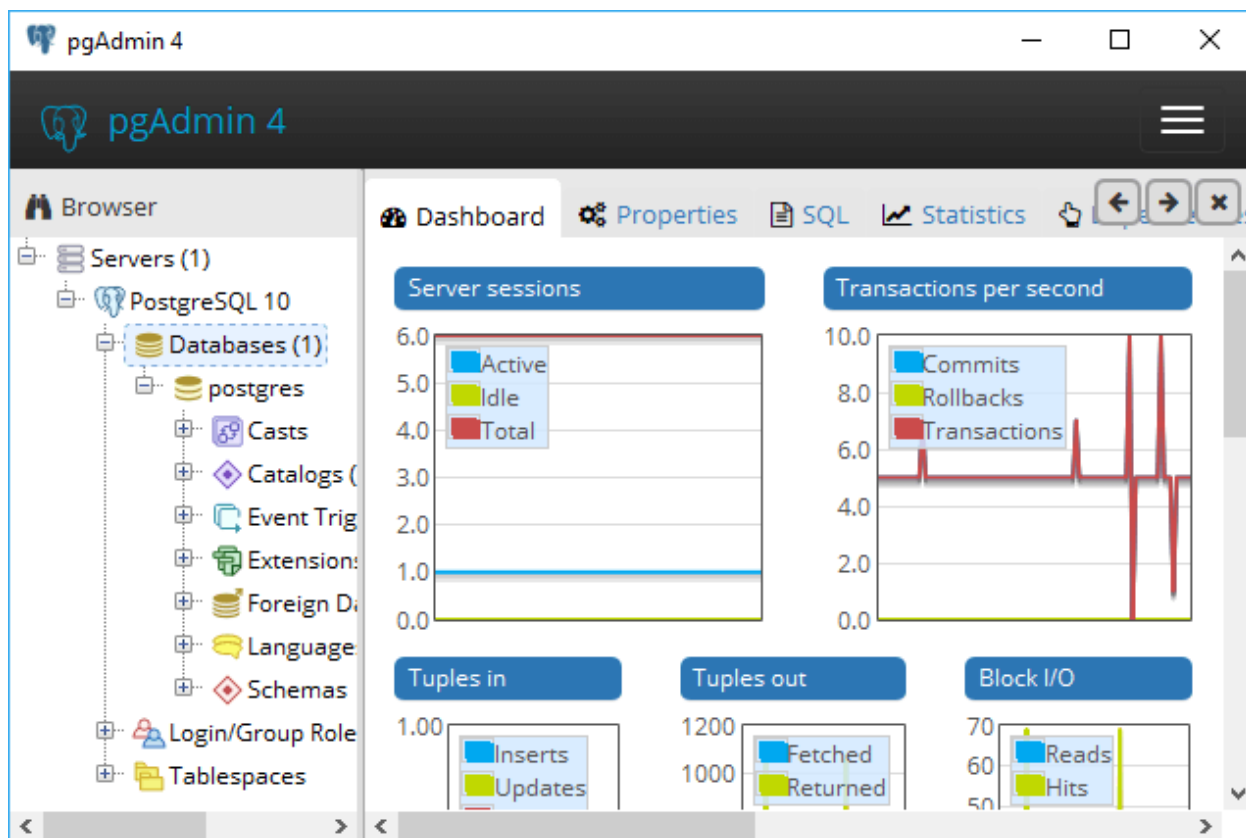 pgAdmin 4
pgAdmin 4
Browser
Servers (1)
PostgreSQL 10
Databases (1)
postgres
Casts
Catalogs (
Event Trig
Extensions
Foreign Da
Language
Schemas
Login/Group Role
Tablespaces
Dashboard Properties SQL Statistics
Server sessions
6.0
5.0
4.0
3.0
2.0
1.0
0.0
Active
Idle
Total
Transactions per second
10.0
8.0
6.0
4.0
2.0
0.0
Commits
Rollbacks
Transactions
Tuples in
1.00
Inserts
Updates
Tuples out
1200
1000
Fetched
Returned
Block I/O
70
60
50
Reads
Hits